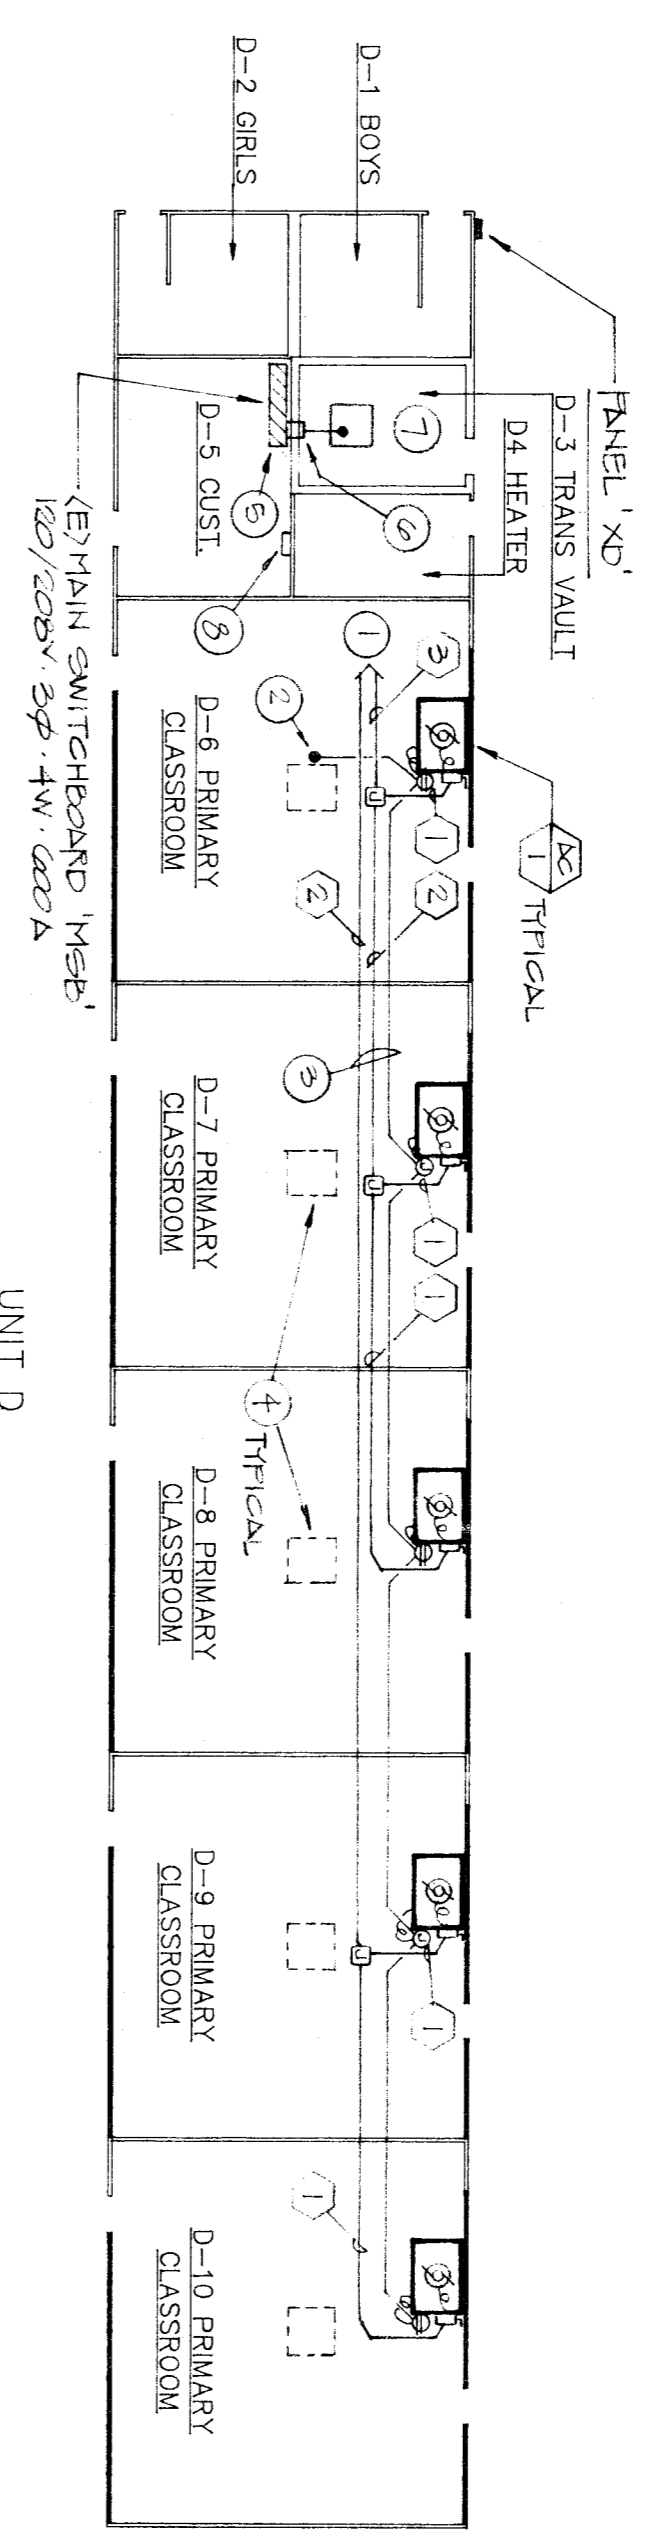 PANEL 'XD'
D-3 TRANS VAULT
D4 HEATER
D-1 BOYS
D-2 GIRLS
AC
1
TYPICAL
7
6
5
8
D-5 CUST.
(E) MAIN SWITCHBOARD 'MSB'
120/208V. 3Ø. 4W. 600A
1
3
2
1
2
2
D-6 PRIMARY
CLASSROOM
3
1
1
D-7 PRIMARY
CLASSROOM
4
TYPICAL
D-8 PRIMARY
CLASSROOM
1
D-9 PRIMARY
CLASSROOM
1
D-10 PRIMARY
CLASSROOM
J
J
J
J
J
UNIT D